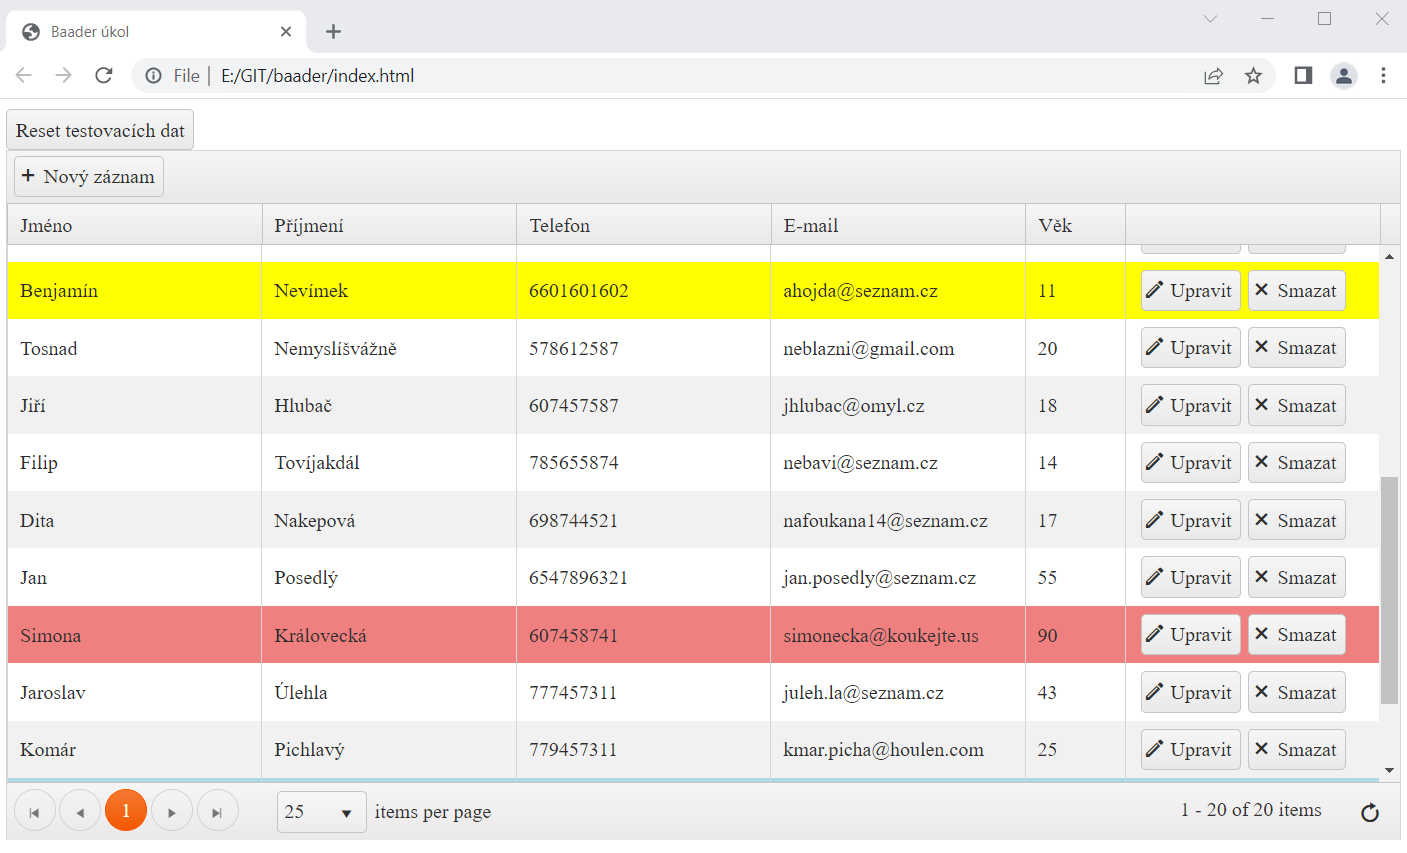 Baader úkol
File | E:/GIT/baader/index.html
Reset testovacích dat
+ Nový záznam
Jméno Příjmení Telefon E-mail Věk
Benjamín Nevímek 6601601602 ahojda@seznam.cz 11 Upravit Smazat
Tosnad Nemyslíšvážně 578612587 neblazni@gmail.com 20 Upravit Smazat
Jiří Hlubač 607457587 jhlubac@omyl.cz 18 Upravit Smazat
Filip Tovíjakdál 785655874 nebavi@seznam.cz 14 Upravit Smazat
Dita Nakepová 698744521 nafoukana14@seznam.cz 17 Upravit Smazat
Jan Posedlý 6547896321 jan.posedly@seznam.cz 55 Upravit Smazat
Simona Královecká 607458741 simonecka@koukejte.us 90 Upravit Smazat
Jaroslav Úlehla 777457311 juleh.la@seznam.cz 43 Upravit Smazat
Komár Pichlavý 779457311 kmar.picha@houlen.com 25 Upravit Smazat
1 25 items per page 1 - 20 of 20 items